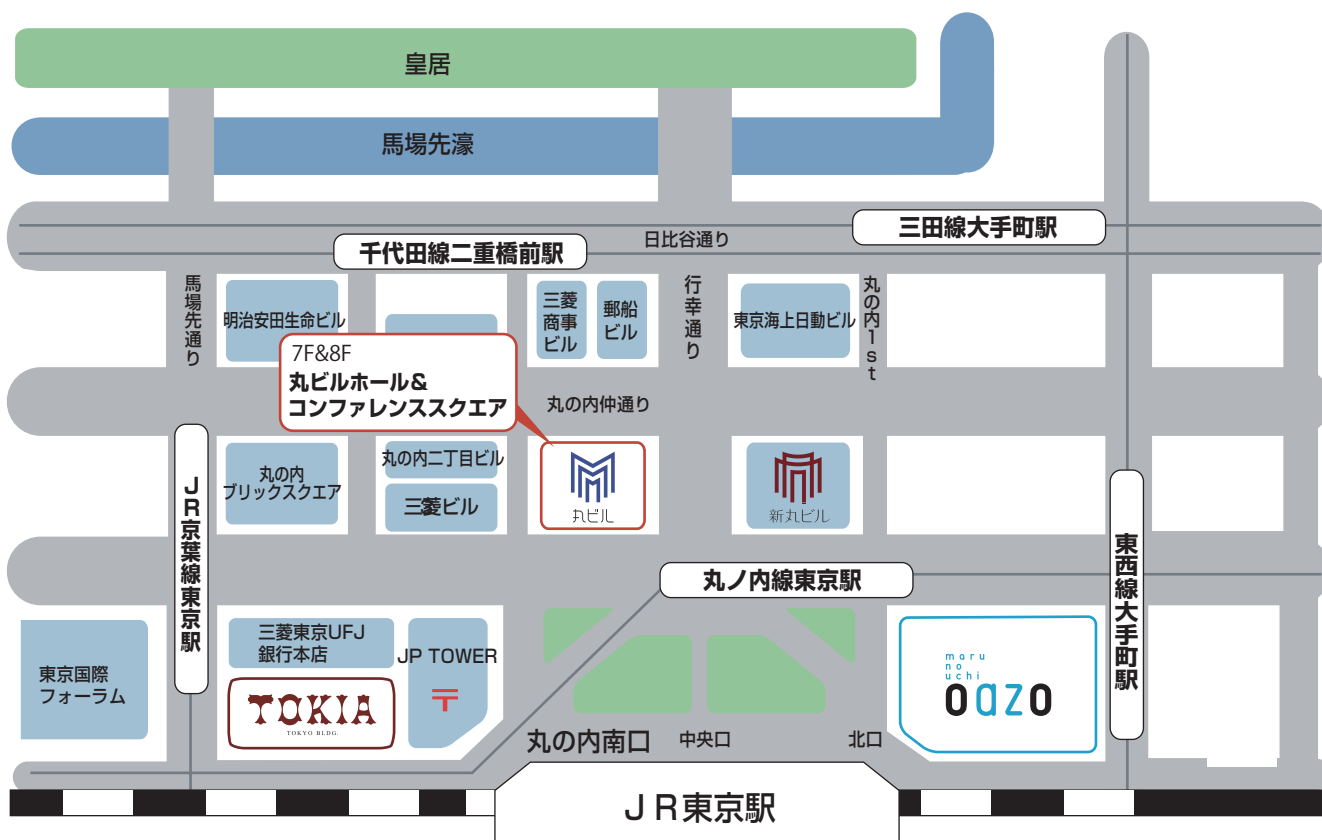 皇居
馬場先濠
三田線大手町駅
日比谷通り
千代田線二重橋前駅
馬場先通り
明治安田生命ビル
三菱
商事
ビル
郵船
ビル
行幸通り
東京海上日動ビル
丸の内1st
7F&8F
丸ビルホール&
コンファレンススクエア
丸の内仲通り
JR京葉線東京駅
丸の内
ブリックスクエア
丸の内二丁目ビル
三菱ビル
丸ビル
新丸ビル
東西線大手町駅
丸ノ内線東京駅
東京国際
フォーラム
三菱東京UFJ
銀行本店
TOKIA
TOKYO BLDG.
JP TOWER
〒
maru
no
uchi
oazo
丸の内南口
中央口
北口
JR東京駅